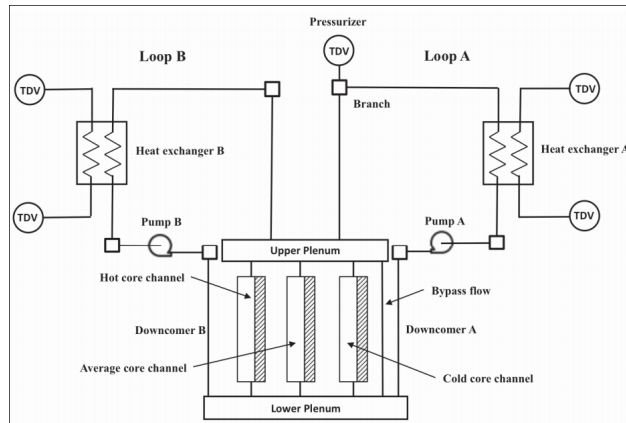 Pressurizer
TDV
Loop B
Loop A
TDV
TDV
Branch
Heat exchanger B
Heat exchanger A
TDV
TDV
Pump B
Pump A
Upper Plenum
Hot core channel
Bypass flow
Downcomer B
Downcomer A
Average core channel
Cold core channel
Lower Plenum